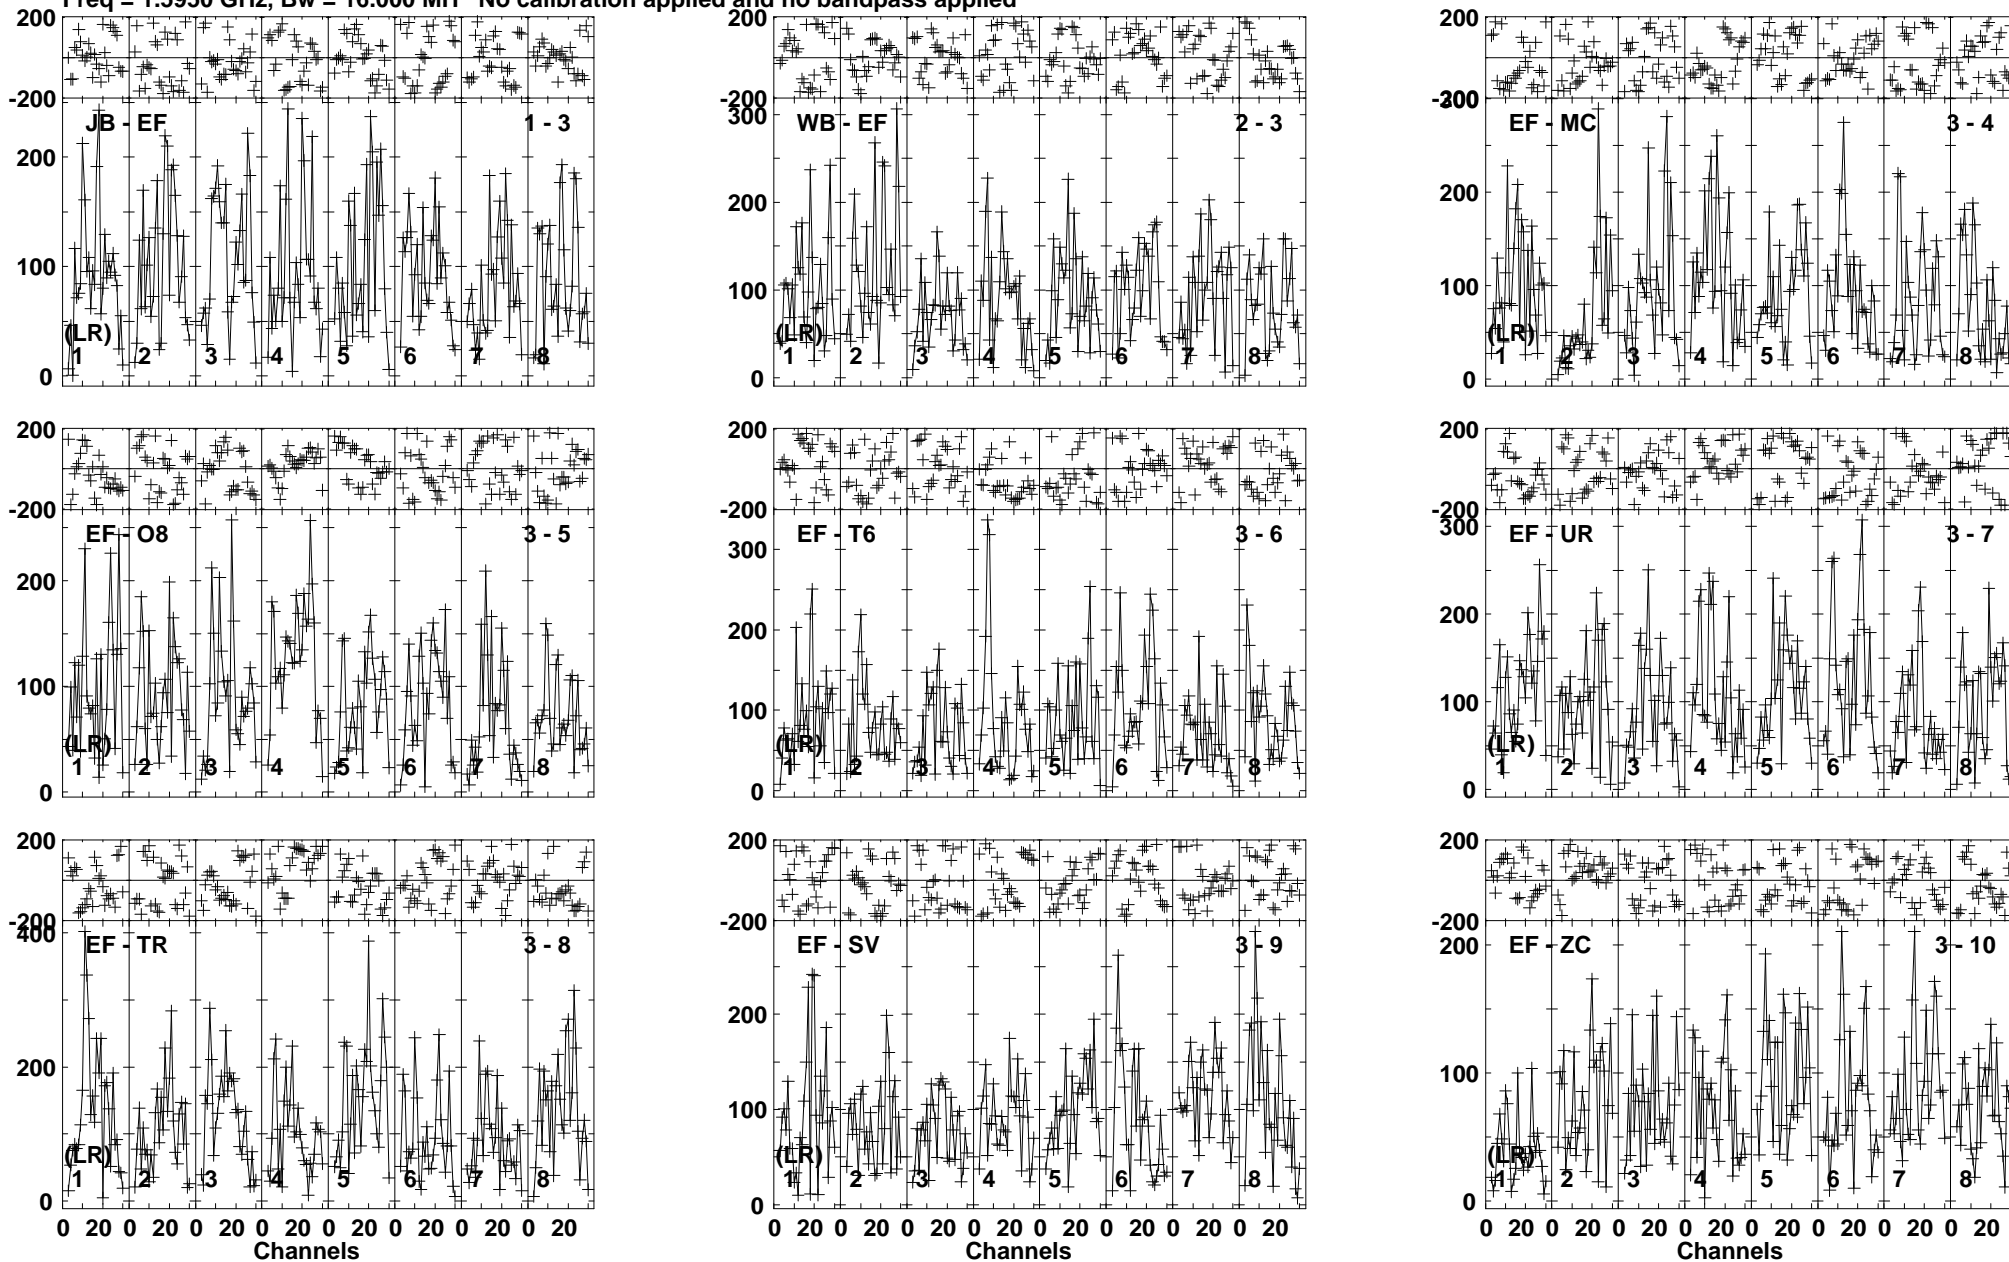 Freq = 1.5950 GHz, Bw = 16.000 MH No calibration applied and no bandpass applied
200 200 200
-200 -200 -200
JB - EF 1 - 3 WB - EF 2 - 3 EF - MC 3 - 4
200 100 0 300 200 100 0 300 200 100 0
(LR) (LR) (LR)
1 2 3 4 5 6 7 8 1 2 3 4 5 6 7 8 1 2 3 4 5 6 7 8
200 200 200
-200 -200 -200
EF - O8 3 - 5 EF - T6 3 - 6 EF - UR 3 - 7
200 100 0 300 200 100 0 300 200 100 0
(LR) (LR) (LR)
1 2 3 4 5 6 7 8 1 2 3 4 5 6 7 8 1 2 3 4 5 6 7 8
200 200 200
-200 -200 -200
EF - TR 3 - 8 EF - SV 3 - 9 EF - ZC 3 - 10
400 200 0 200 100 0 200 100 0
(LR) (LR) (LR)
1 2 3 4 5 6 7 8 1 2 3 4 5 6 7 8 1 2 3 4 5 6 7 8
0 20 0 20 0 20 0 20 0 20 0 20 0 20 0 20 0 20 0 20 0 20 0 20 0 20 0 20 0 20 0 20 0 20 0 20 0 20 0 20 0 20 0 20 0 20 0 20
Channels Channels Channels